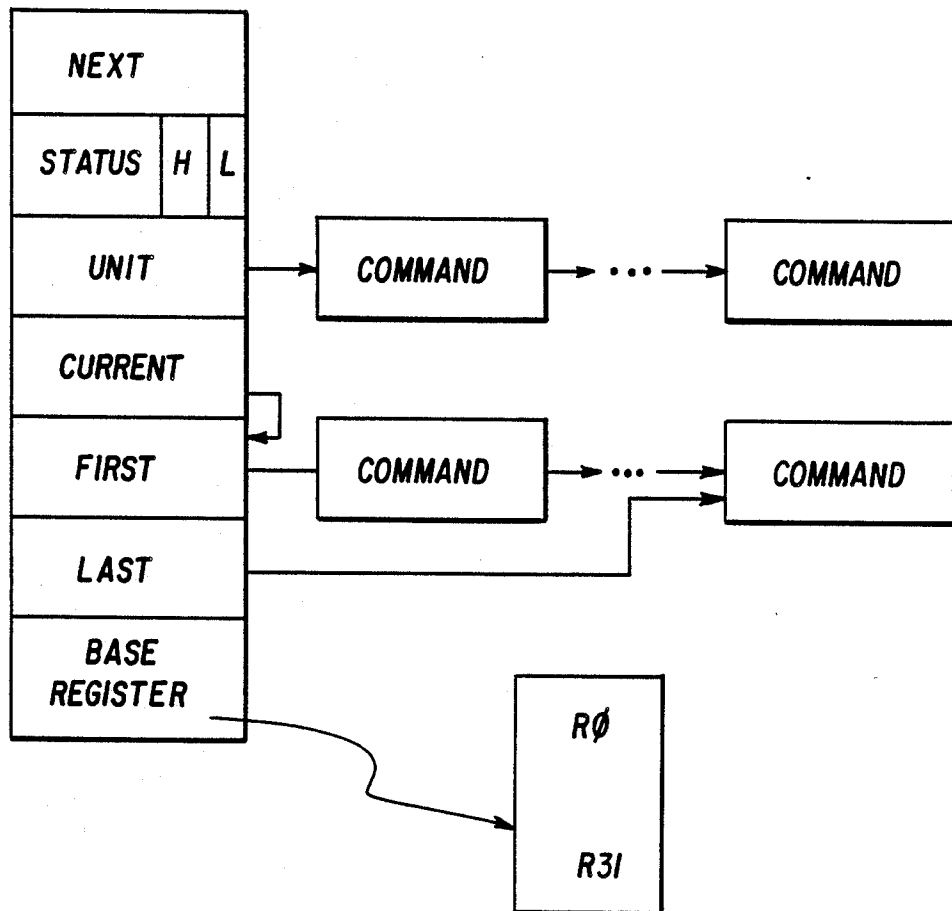 NEXT
STATUS H L
UNIT
COMMAND ... COMMAND
CURRENT
FIRST
COMMAND ... COMMAND
LAST
BASE
REGISTER
RØ
R31